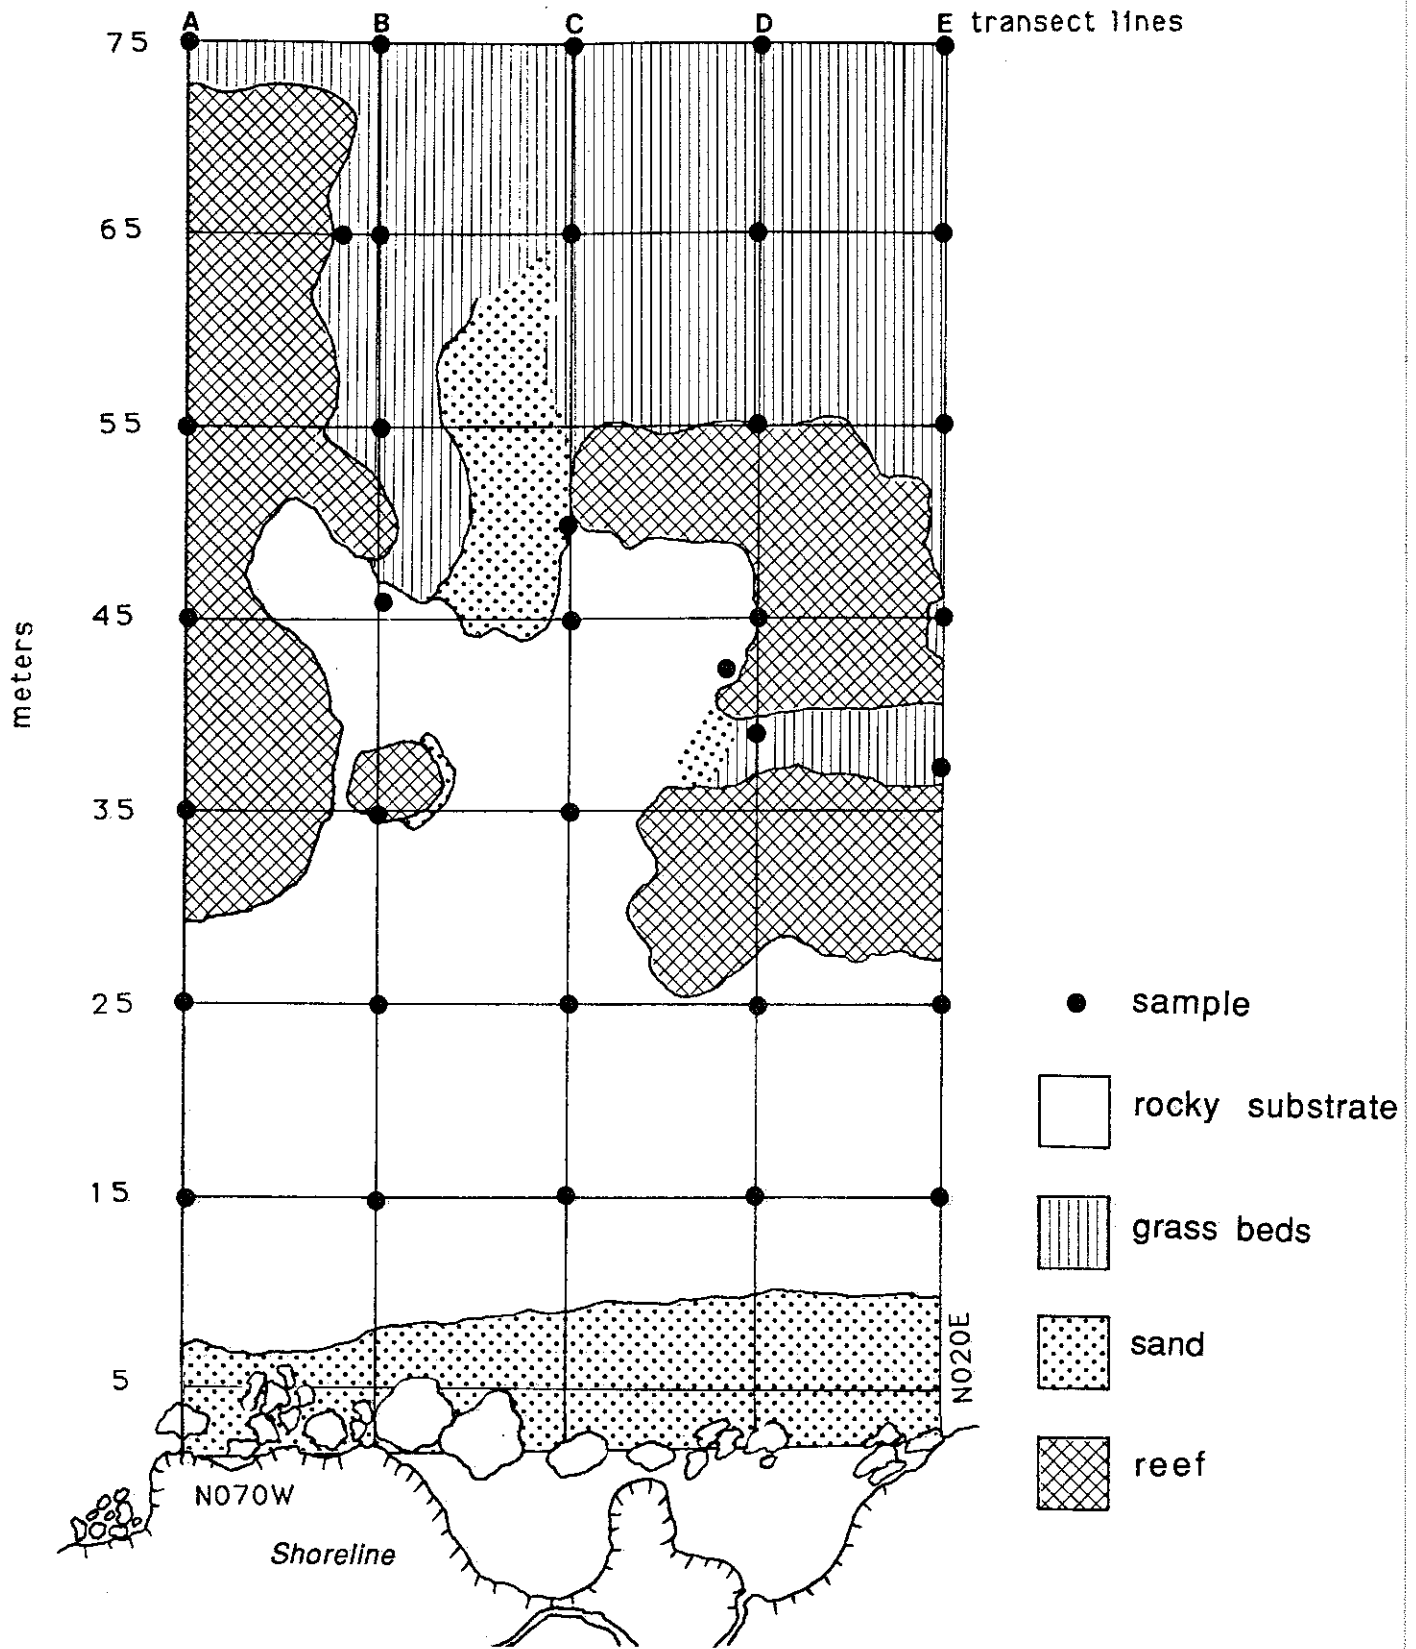 A B C D E transect lines
75
65
55
45
35
25
15
5
meters
sample
rocky substrate
grass beds
sand
reef
N020E
N070W
Shoreline